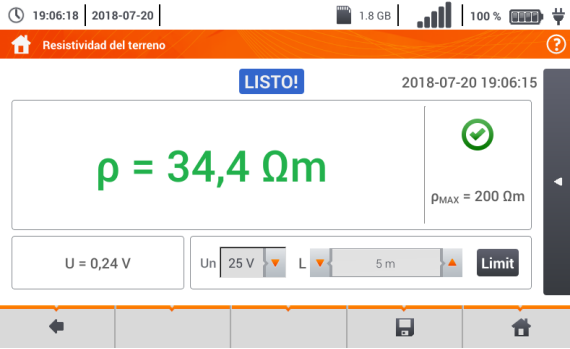 19:06:18 2018-07-20 1.8 GB 100 %
Resistividad del terreno ?
LISTO! 2018-07-20 19:06:15
ρ = 34,4 Ωm
ρMAX = 200 Ωm
U = 0,24 V Un 25 V L 5 m Limit